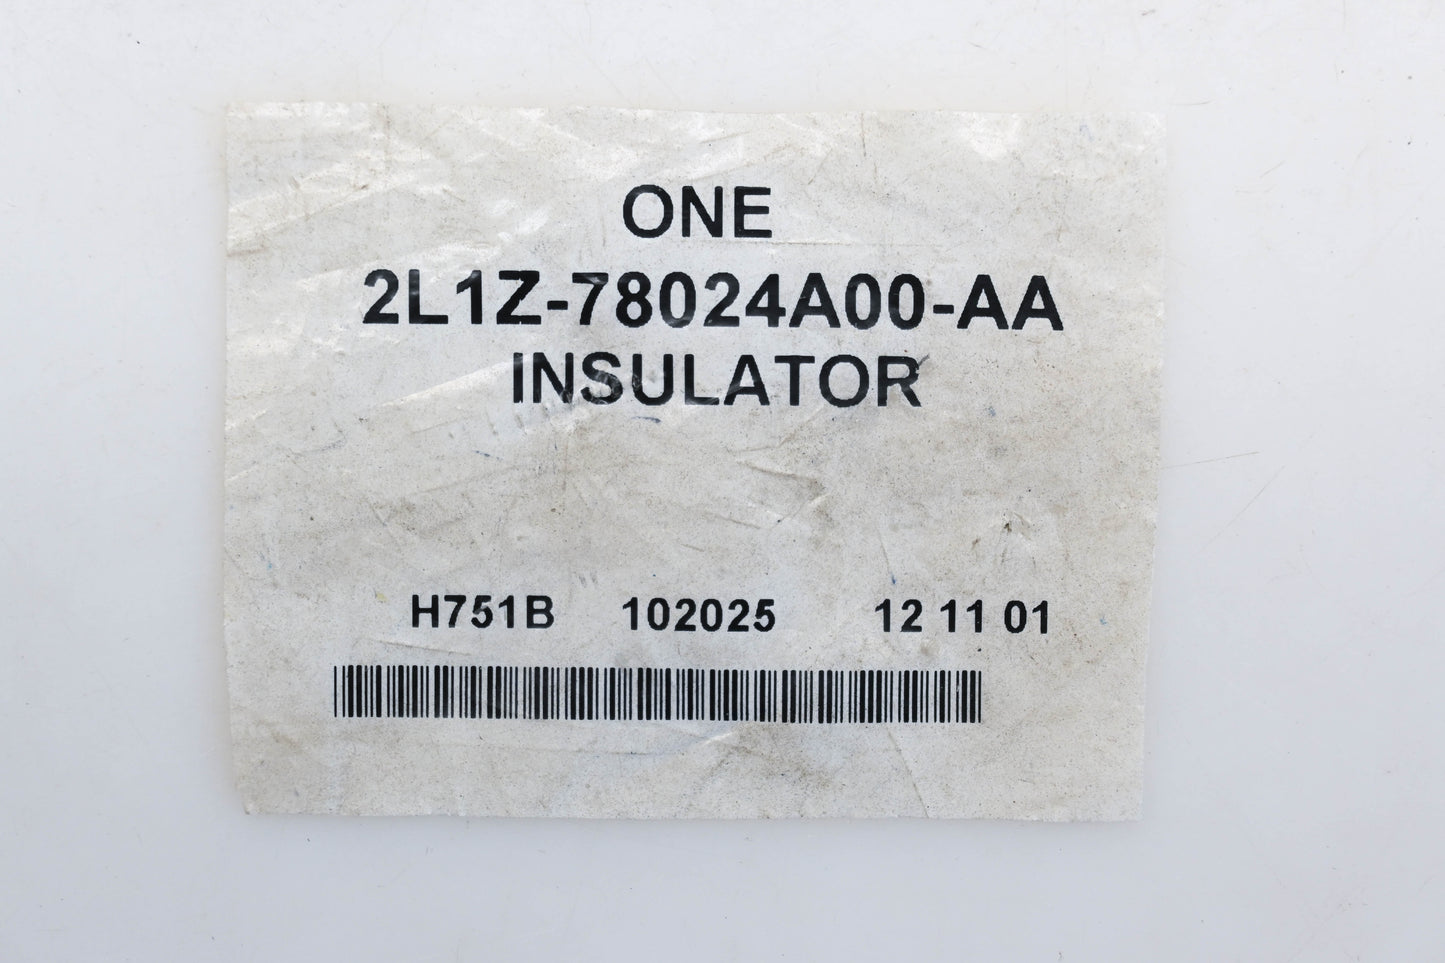 ONE
2L1Z-78024A00-AA
INSULATOR
H751B 102025 12 11 01